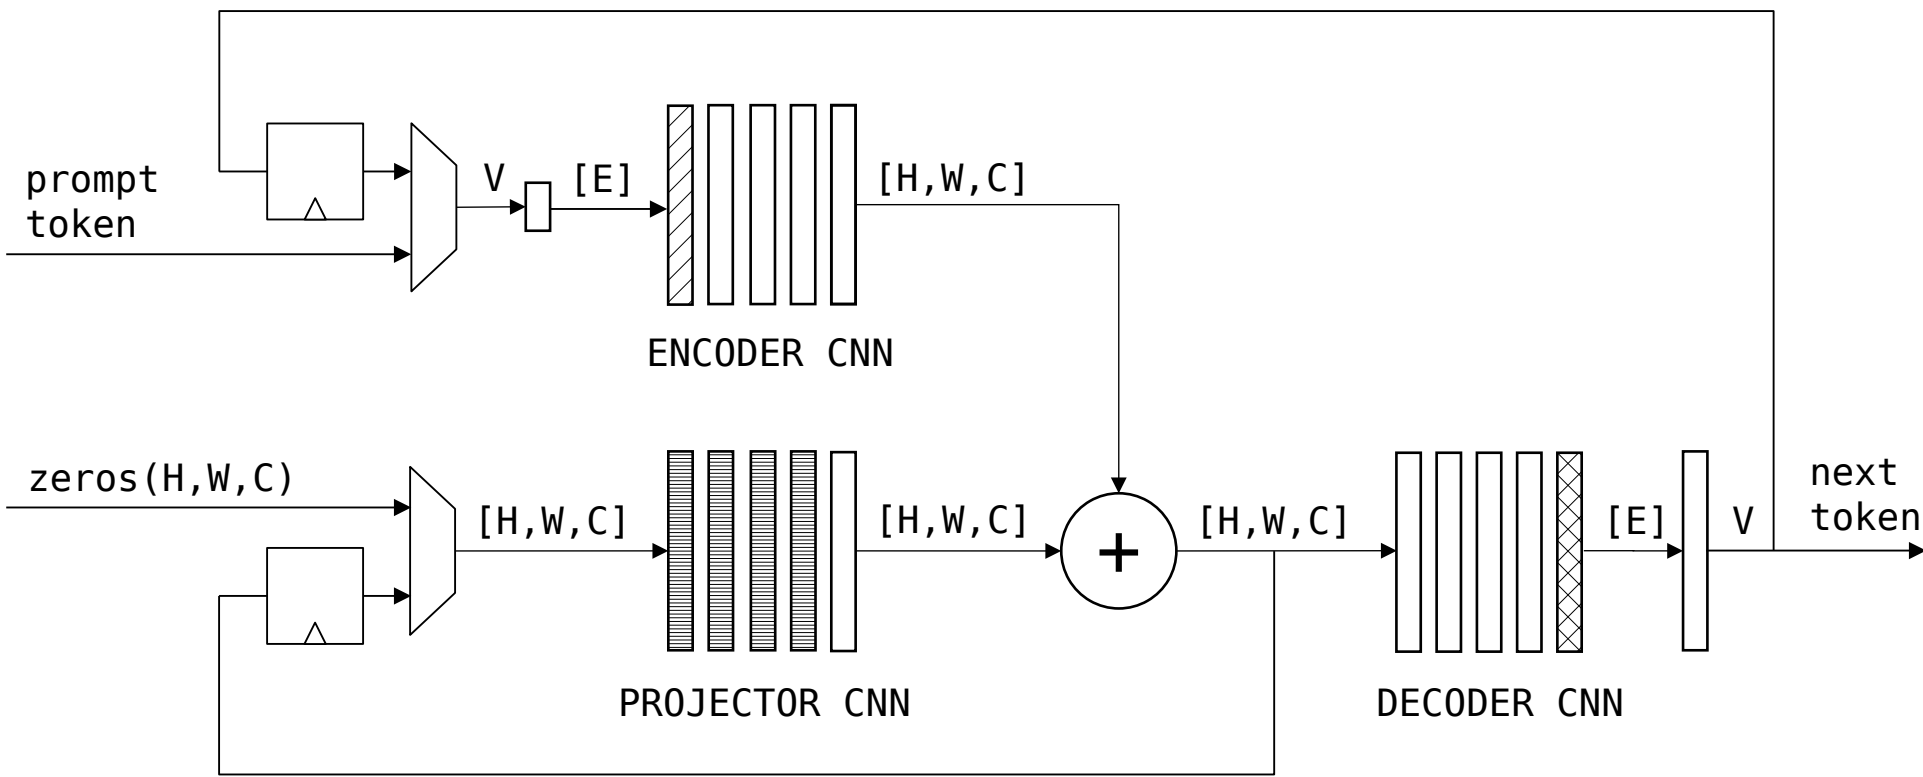 prompt
token
V
[E]
[H,W,C]
ENCODER CNN
zeros(H,W,C)
[H,W,C]
[H,W,C]
+
[H,W,C]
[E]
V
next
token
PROJECTOR CNN
DECODER CNN